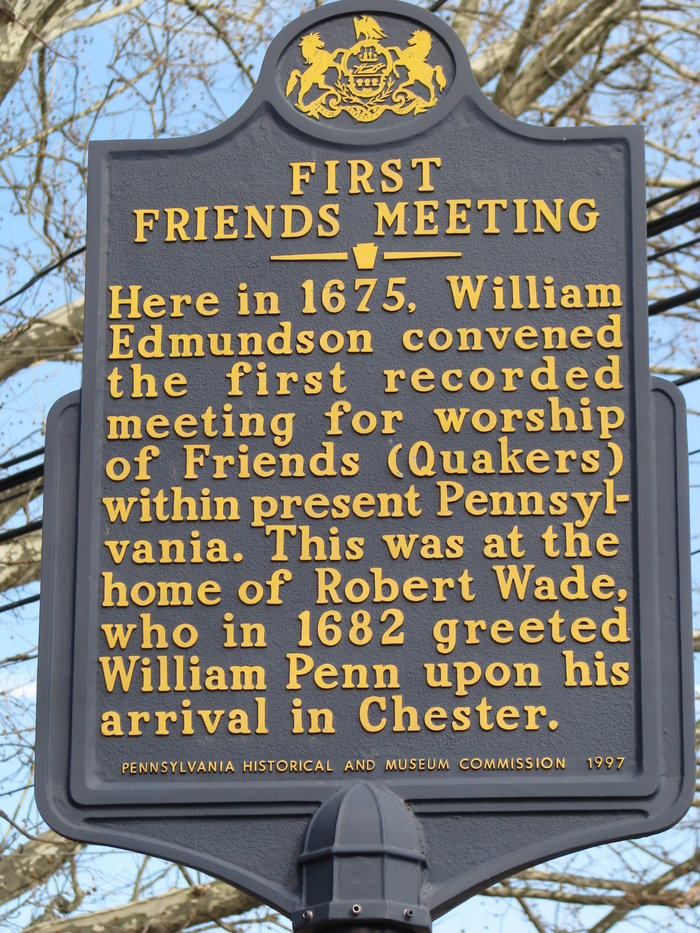 FIRST
FRIENDS MEETING
Here in 1675, William
Edmundson convened
the first recorded
meeting for worship
of Friends (Quakers)
within present Pennsyl-
vania. This was at the
home of Robert Wade,
who in 1682 greeted
William Penn upon his
arrival in Chester.
PENNSYLVANIA HISTORICAL AND MUSEUM COMMISSION 1997